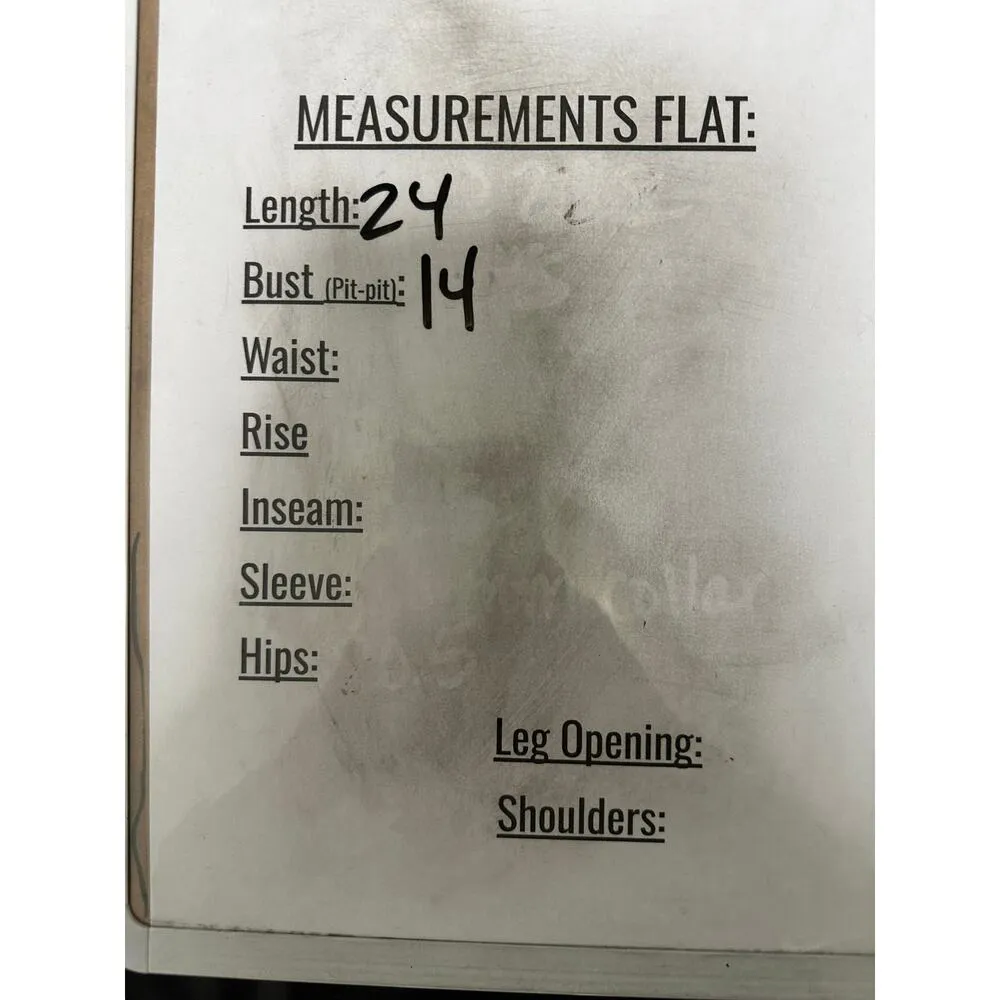 MEASUREMENTS FLAT:
Length: 24
Bust (Pit-pit): 14
Waist:
Rise
Inseam:
Sleeve:
Hips:
Leg Opening:
Shoulders: